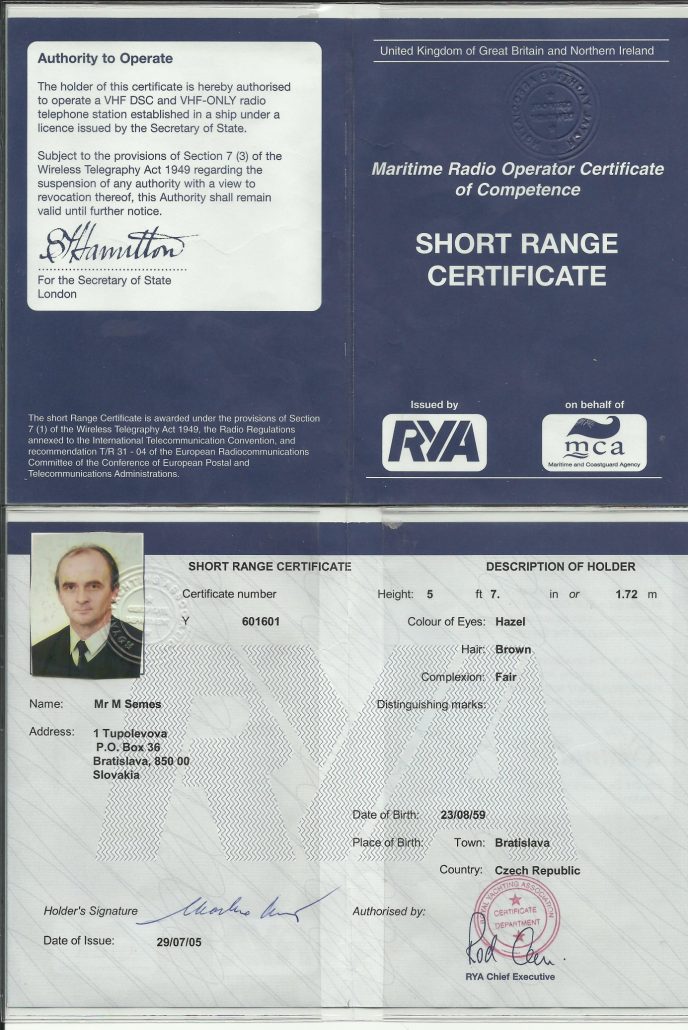 Authority to Operate
The holder of this certificate is hereby authorised
to operate a VHF DSC and VHF-ONLY radio
telephone station established in a ship under a
licence issued by the Secretary of State.
Subject to the provisions of Section 7 (3) of the
Wireless Telegraphy Act 1949 regarding the
suspension of any authority with a view to
revocation thereof, this Authority shall remain
valid until further notice.
SHamilton
For the Secretary of State
London
The short Range Certificate is awarded under the provisions of Section
7 (1) of the Wireless Telegraphy Act 1949, the Radio Regulations
annexed to the International Telecommunication Convention, and
recommendation T/R 31 - 04 of the European Radiocommunications
Committee of the Conference of European Postal and
Telecommunications Administrations.
United Kingdom of Great Britain and Northern Ireland
Maritime Radio Operator Certificate
of Competence
SHORT RANGE
CERTIFICATE
Issued by
RYA
on behalf of
mca
Maritime and Coastguard Agency
SHORT RANGE CERTIFICATE
Certificate number
Y 601601
Name: Mr M Semes
Address: 1 Tupolevova
P.O. Box 36
Bratislava, 850 00
Slovakia
Holder's Signature
Date of Issue: 29/07/05
DESCRIPTION OF HOLDER
Height: 5 ft 7. in or 1.72 m
Colour of Eyes: Hazel
Hair: Brown
Complexion: Fair
Distinguishing marks:
Date of Birth: 23/08/59
Place of Birth: Town: Bratislava
Country: Czech Republic
Authorised by:
ROYAL YACHTING ASSOCIATION
CERTIFICATE
DEPARTMENT
RYA Chief Executive
RYA